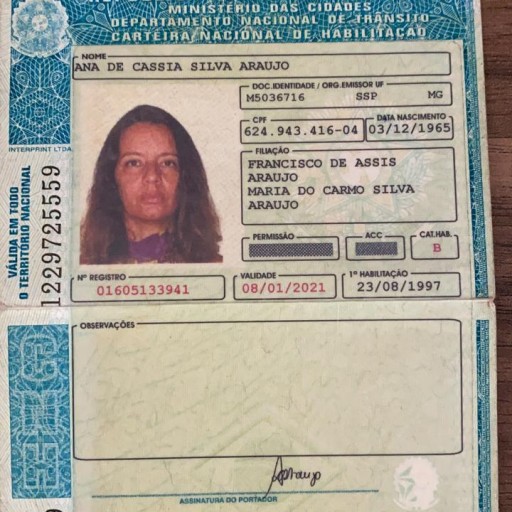 MINISTÉRIO DAS CIDADES
DEPARTAMENTO NACIONAL DE TRÂNSITO
CARTEIRA NACIONAL DE HABILITAÇÃO
NOME
ANA DE CASSIA SILVA ARAUJO
DOC. IDENTIDADE / ORG. EMISSOR UF
M5036716 SSP MG
CPF
624.943.416-04
DATA NASCIMENTO
03/12/1965
FILIAÇÃO
FRANCISCO DE ASSIS
ARAUJO
MARIA DO CARMO SILVA
ARAUJO
PERMISSÃO
ACC
CAT.HAB.
B
Nº REGISTRO
01605133941
VALIDADE
08/01/2021
1ª HABILITAÇÃO
23/08/1997
INTERPRINT LTDA
VÁLIDA EM TODO
O TERRITÓRIO NACIONAL
1229725559
OBSERVAÇÕES
CNH
Aaraujo
ASSINATURA DO PORTADOR